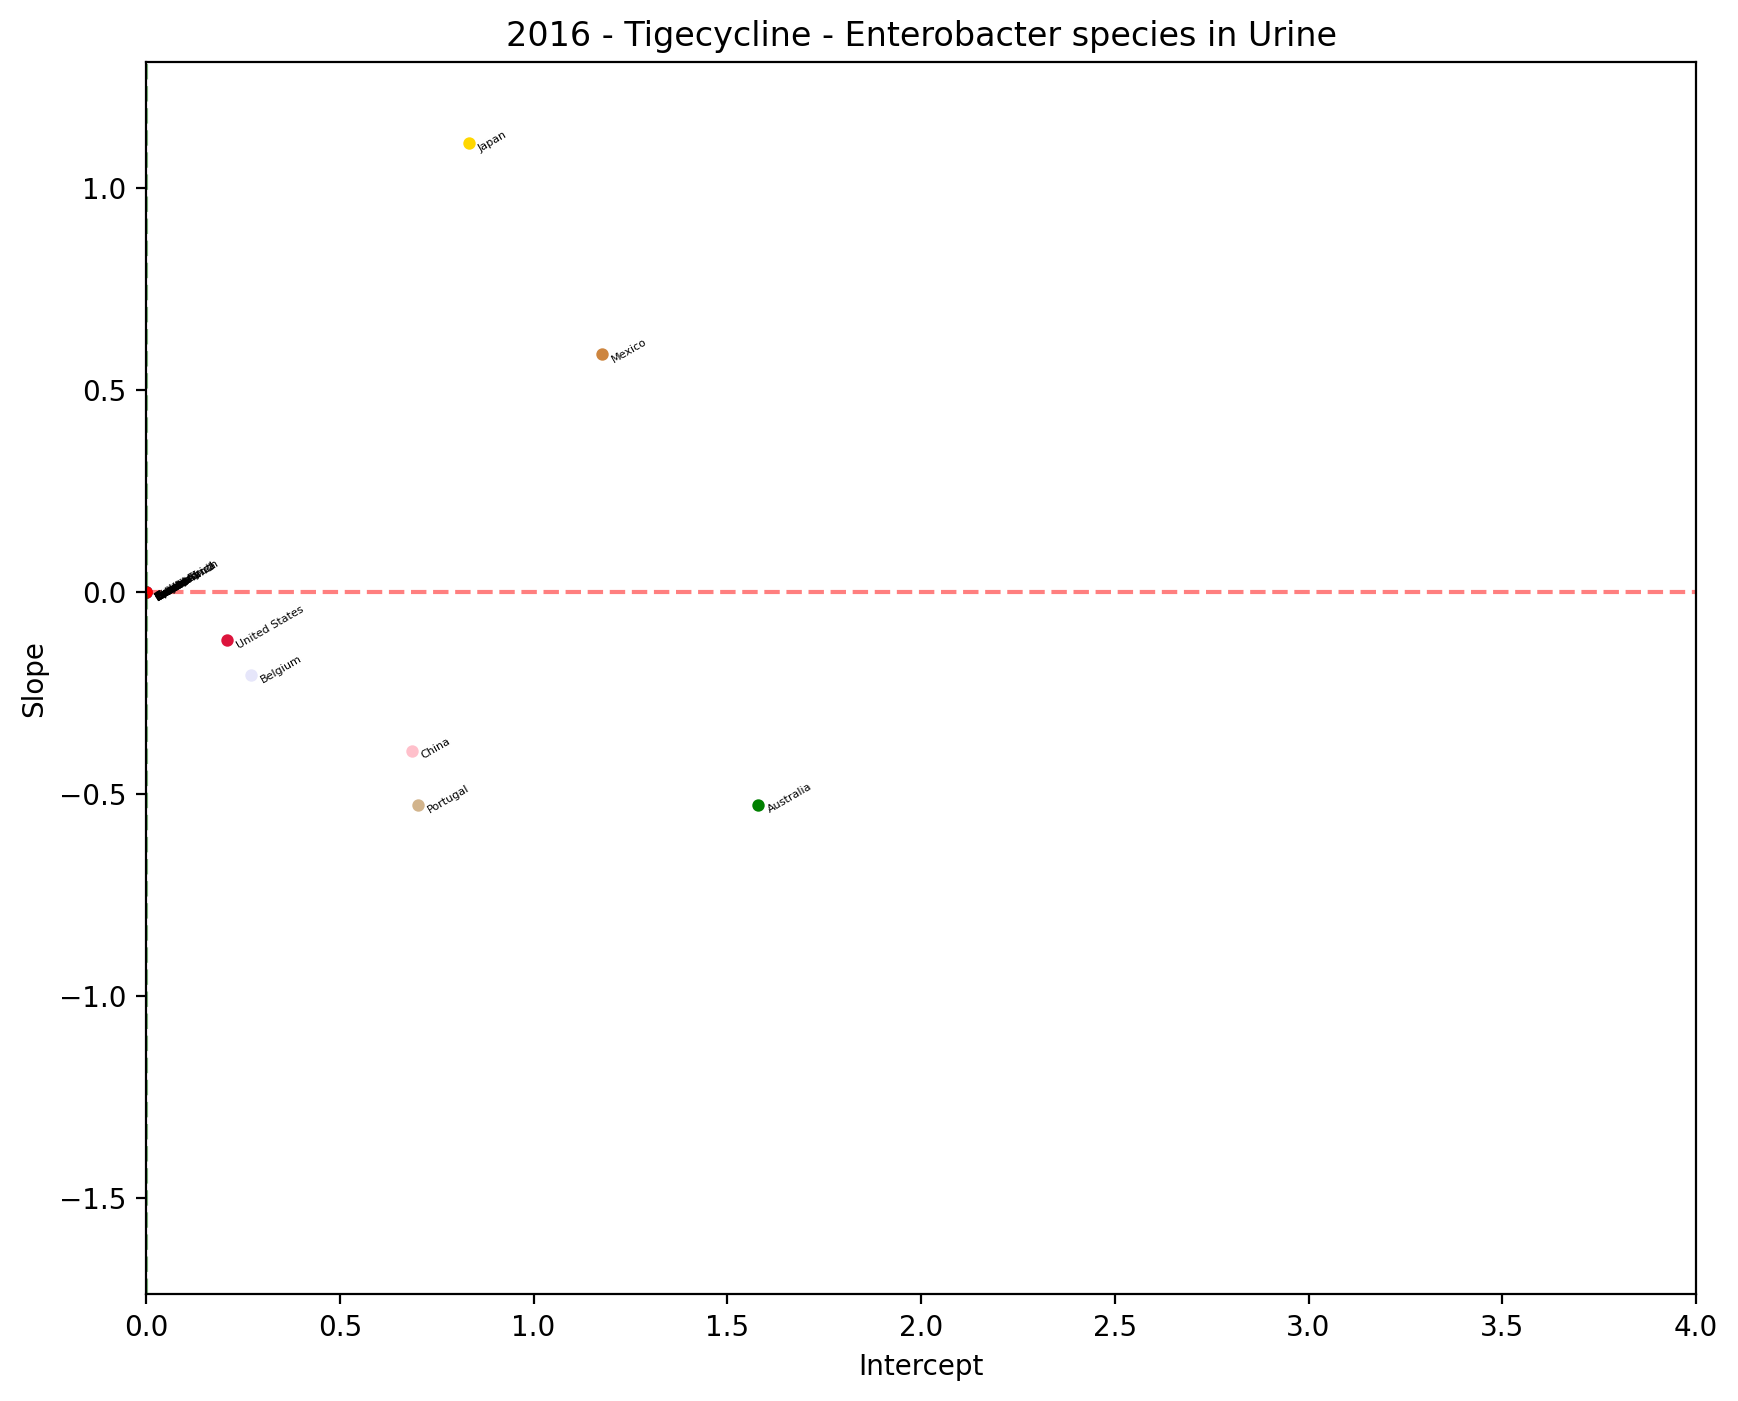 2016 - Tigecycline - Enterobacter species in Urine
Japan
1.0
Mexico
0.5
0.0
United States
Belgium
Slope
China
−0.5
Portugal
Australia
−1.0
−1.5
0.0 0.5 1.0 1.5 2.0 2.5 3.0 3.5 4.0
Intercept